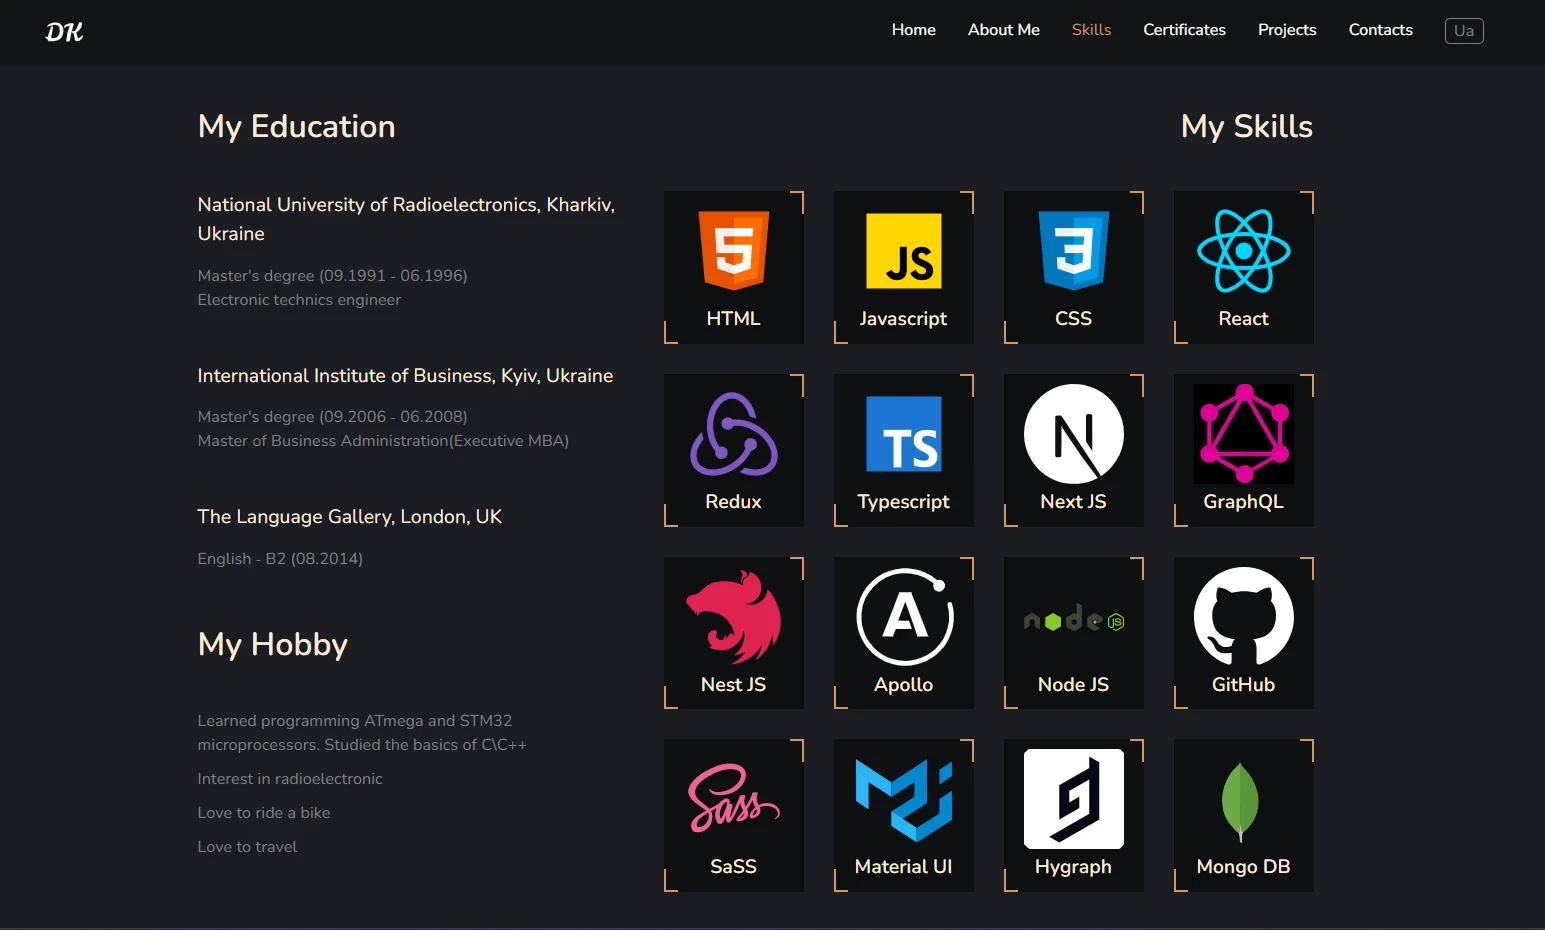 DK
Home
About Me
Skills
Certificates
Projects
Contacts
Ua
My Education
National University of Radioelectronics, Kharkiv,
Ukraine
Master's degree (09.1991 - 06.1996)
Electronic technics engineer
International Institute of Business, Kyiv, Ukraine
Master's degree (09.2006 - 06.2008)
Master of Business Administration(Executive MBA)
The Language Gallery, London, UK
English - B2 (08.2014)
My Hobby
Learned programming ATmega and STM32
microprocessors. Studied the basics of C\C++
Interest in radioelectronic
Love to ride a bike
Love to travel
My Skills
5
HTML
JS
Javascript
3
CSS
React
Redux
TS
Typescript
N
Next JS
GraphQL
Nest JS
A
Apollo
node
JS
Node JS
GitHub
Sass
SaSS
Material UI
Hygraph
Mongo DB